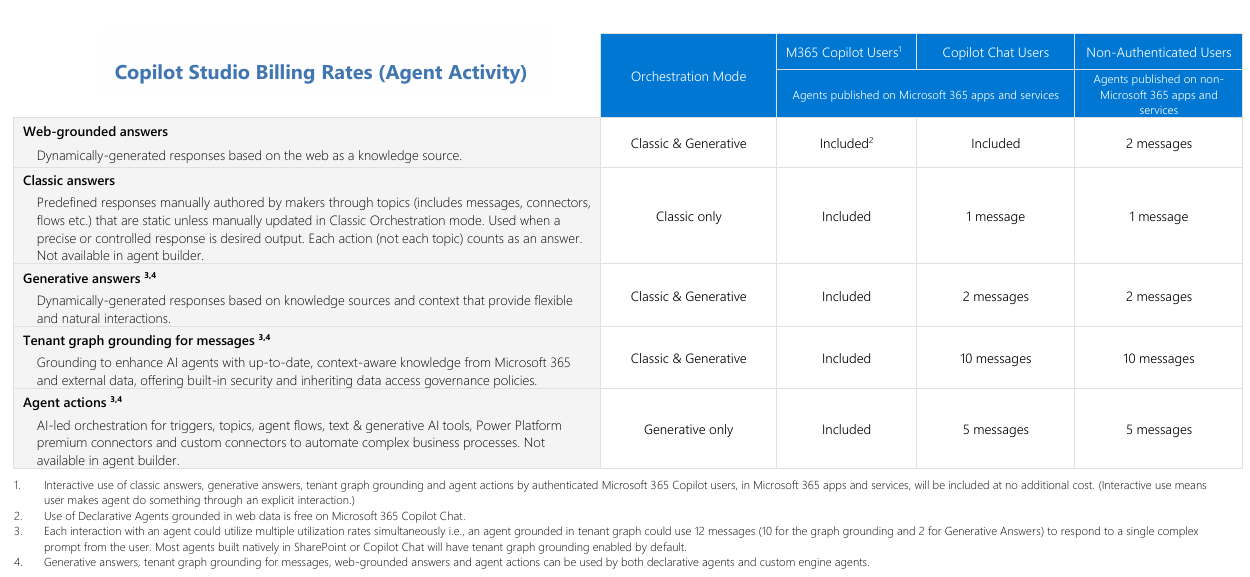 Copilot Studio Billing Rates (Agent Activity)
Orchestration Mode
M365 Copilot Users1
Copilot Chat Users
Non-Authenticated Users
Agents published on Microsoft 365 apps and services
Agents published on non-
Microsoft 365 apps and
services
Web-grounded answers
Dynamically-generated responses based on the web as a knowledge source.
Classic & Generative
Included2
Included
2 messages
Classic answers
Predefined responses manually authored by makers through topics (includes messages, connectors,
flows etc.) that are static unless manually updated in Classic Orchestration mode. Used when a
precise or controlled response is desired output. Each action (not each topic) counts as an answer.
Not available in agent builder.
Classic only
Included
1 message
1 message
Generative answers 3,4
Dynamically-generated responses based on knowledge sources and context that provide flexible
and natural interactions.
Classic & Generative
Included
2 messages
2 messages
Tenant graph grounding for messages 3,4
Grounding to enhance AI agents with up-to-date, context-aware knowledge from Microsoft 365
and external data, offering built-in security and inheriting data access governance policies.
Classic & Generative
Included
10 messages
10 messages
Agent actions 3,4
AI-led orchestration for triggers, topics, agent flows, text & generative AI tools, Power Platform
premium connectors and custom connectors to automate complex business processes. Not
available in agent builder.
Generative only
Included
5 messages
5 messages
1. Interactive use of classic answers, generative answers, tenant graph grounding and agent actions by authenticated Microsoft 365 Copilot users, in Microsoft 365 apps and services, will be included at no additional cost. (Interactive use means
user makes agent do something through an explicit interaction.)
2. Use of Declarative Agents grounded in web data is free on Microsoft 365 Copilot Chat.
3. Each interaction with an agent could utilize multiple utilization rates simultaneously i.e., an agent grounded in tenant graph could use 12 messages (10 for the graph grounding and 2 for Generative Answers) to respond to a single complex
prompt from the user. Most agents built natively in SharePoint or Copilot Chat will have tenant graph grounding enabled by default.
4. Generative answers, tenant graph grounding for messages, web-grounded answers and agent actions can be used by both declarative agents and custom engine agents.